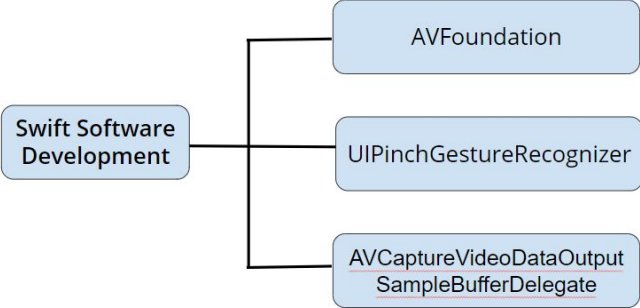 AVFoundation
Swift Software
Development
UIPinchGestureRecognizer
AVCaptureVideoDataOutput
SampleBufferDelegate